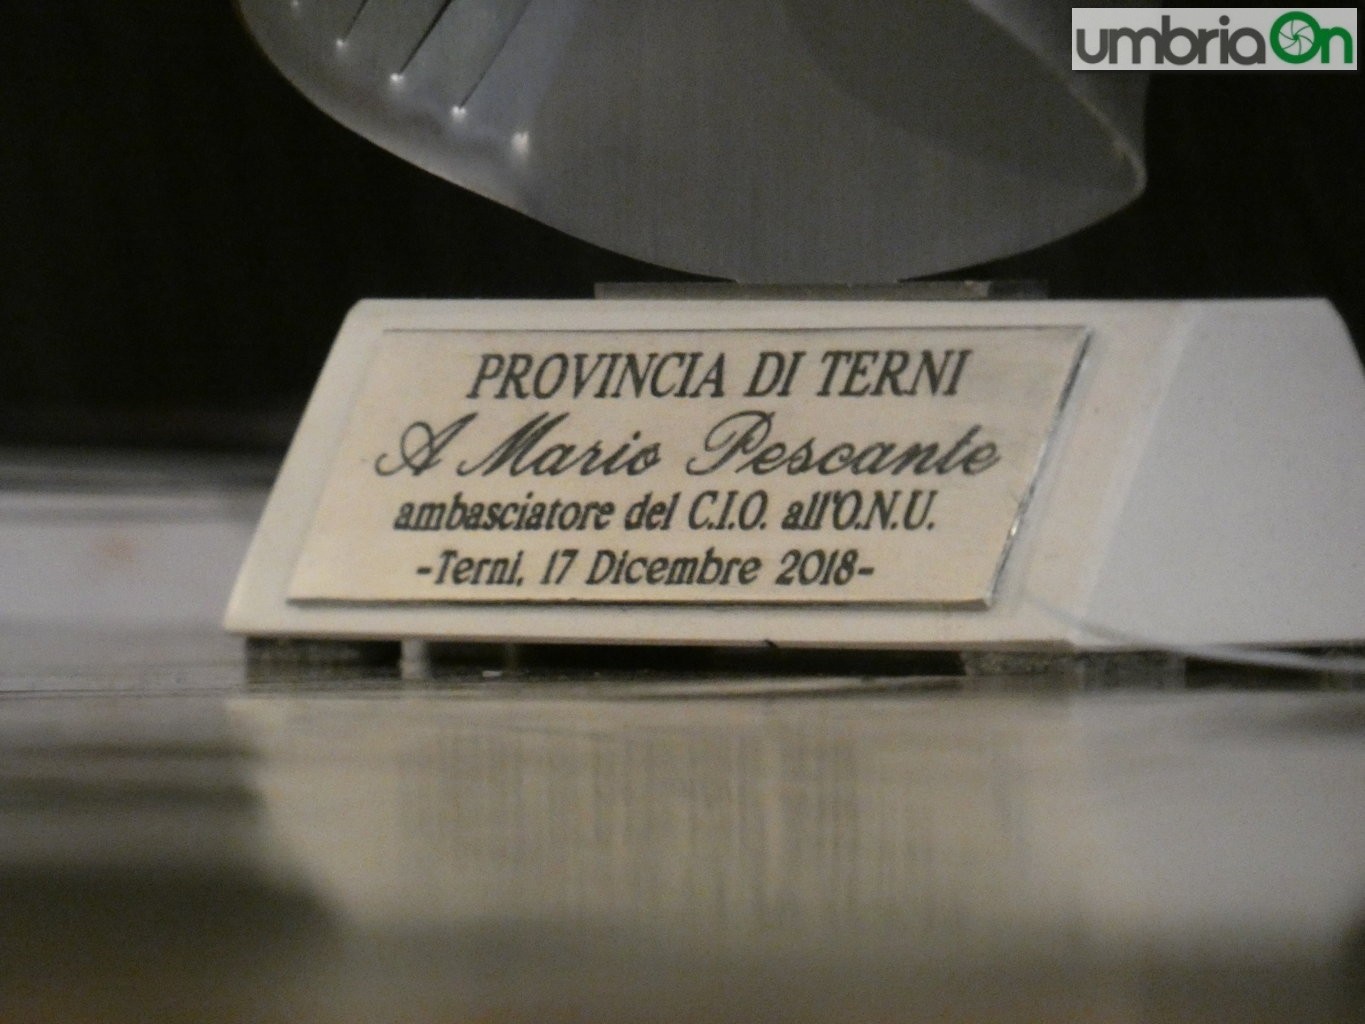 umbriaOn
PROVINCIA DI TERNI
A Mario Pescante
ambasciatore del C.I.O. all'O.N.U.
-Terni, 17 Dicembre 2018-